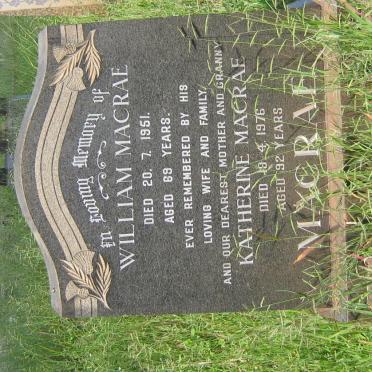 In Loving Memory of
WILLIAM MACRAE
DIED 20. 7. 1951.
AGED 69 YEARS.
EVER REMEMBERED BY HIS
LOVING WIFE AND FAMILY
AND OUR DEAREST MOTHER AND GRANNY
KATHERINE MACRAE
DIED 19. 4. 1976
AGED 92 YEARS
MACRAE